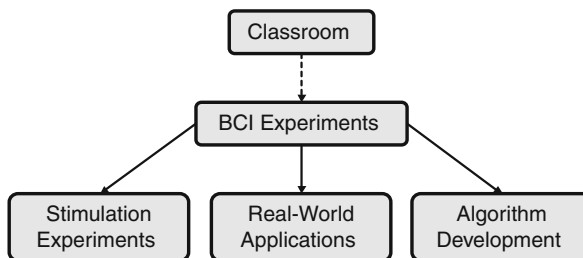 Classroom
BCI Experiments
Stimulation
Experiments
Real-World
Applications
Algorithm
Development